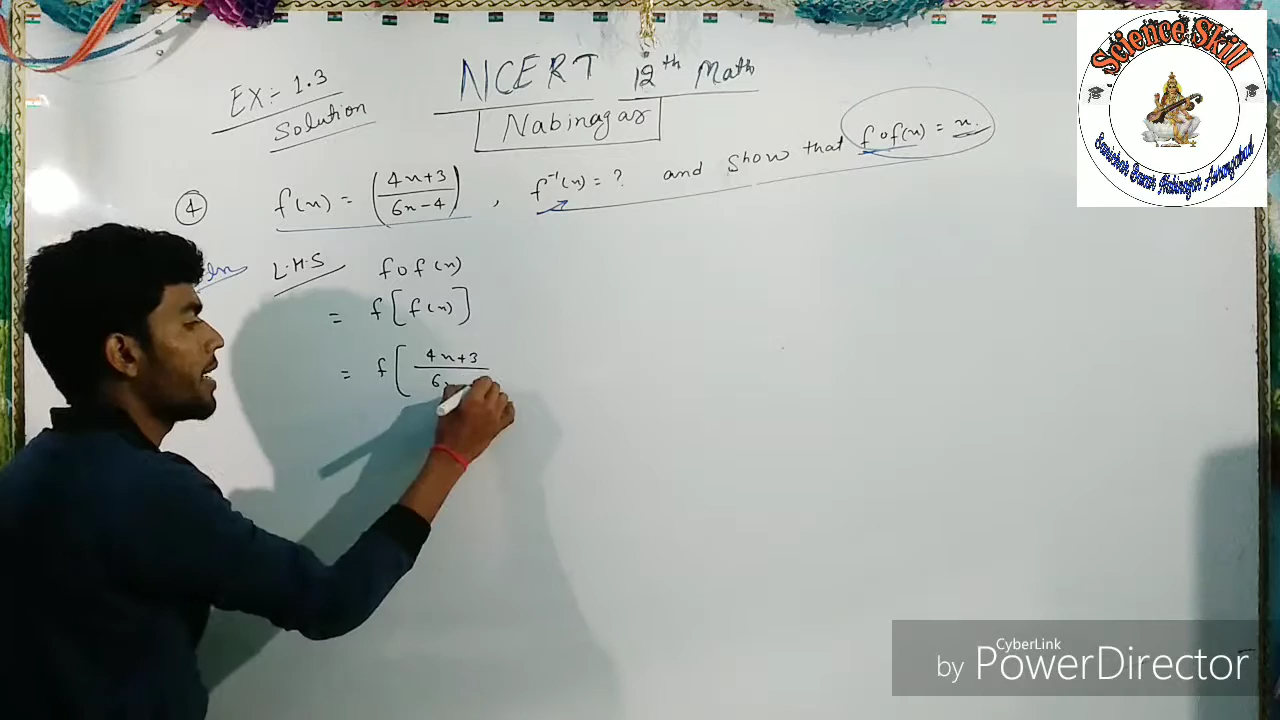 EX:- 1.3
Solution
NCERT 12th Math
Nabinagar
④ f(x) = (4x+3 / 6x-4), f⁻¹(x) = ? and Show that fof(x) = x.
L.H.S fof(x)
= f[f(x)]
= f[4x+3 / 6x
Science Skill
by CyberLink PowerDirector